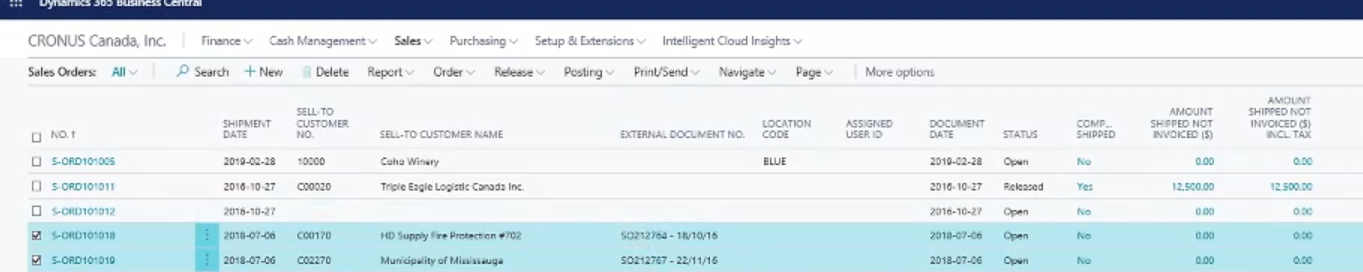 Dynamics 365 Business Central
CRONUS Canada, Inc. Finance Cash Management Sales Purchasing Setup & Extensions Intelligent Cloud Insights
Sales Orders: All Search + New Delete Report Order Release Posting Print/Send Navigate Page More options
NO. ↑ SHIPMENT DATE SELL-TO CUSTOMER NO. SELL-TO CUSTOMER NAME EXTERNAL DOCUMENT NO. LOCATION CODE ASSIGNED USER ID DOCUMENT DATE STATUS COMP... SHIPPED AMOUNT SHIPPED NOT INVOICED ($) AMOUNT SHIPPED NOT INVOICED ($) INCL. TAX
S-ORD101005 2019-02-28 10000 Coho Winery BLUE 2019-02-28 Open No 0.00 0.00
S-ORD101011 2016-10-27 C00020 Triple Eagle Logistic Canada Inc. 2016-10-27 Released Yes 12,500.00 12,500.00
S-ORD101012 2016-10-27 2016-10-27 Open No 0.00 0.00
S-ORD101018 2018-07-06 C00170 HD Supply Fire Protection #702 SO212764 - 18/10/16 2018-07-06 Open No 0.00 0.00
S-ORD101019 2018-07-06 C02270 Municipality of Mississauga SO212767 - 22/11/16 2018-07-06 Open No 0.00 0.00